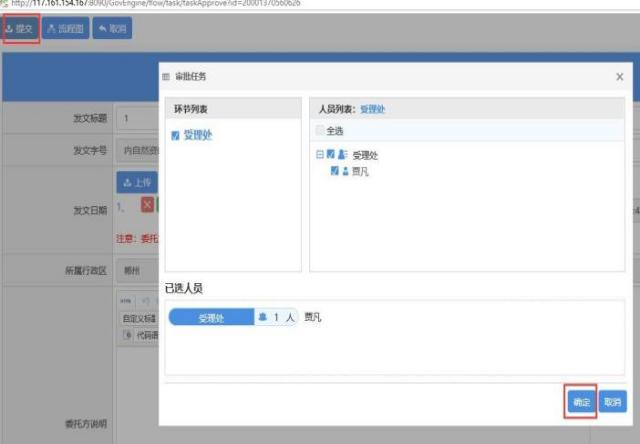 http://117.161.154.167:8090/GovEngine/flow/task/taskApprove?id=20001370560626
提交 流程图 取消
审批任务
环节列表
受理处
人员列表：受理处
全选
受理处
贾凡
已选人员
受理处 1 人 贾凡
确定 取消
发文标题 1
发文字号 内自然资
发文日期
上传
1、
注意：委托
所属行政区 郴州
自定义标题
代码语
委托方说明